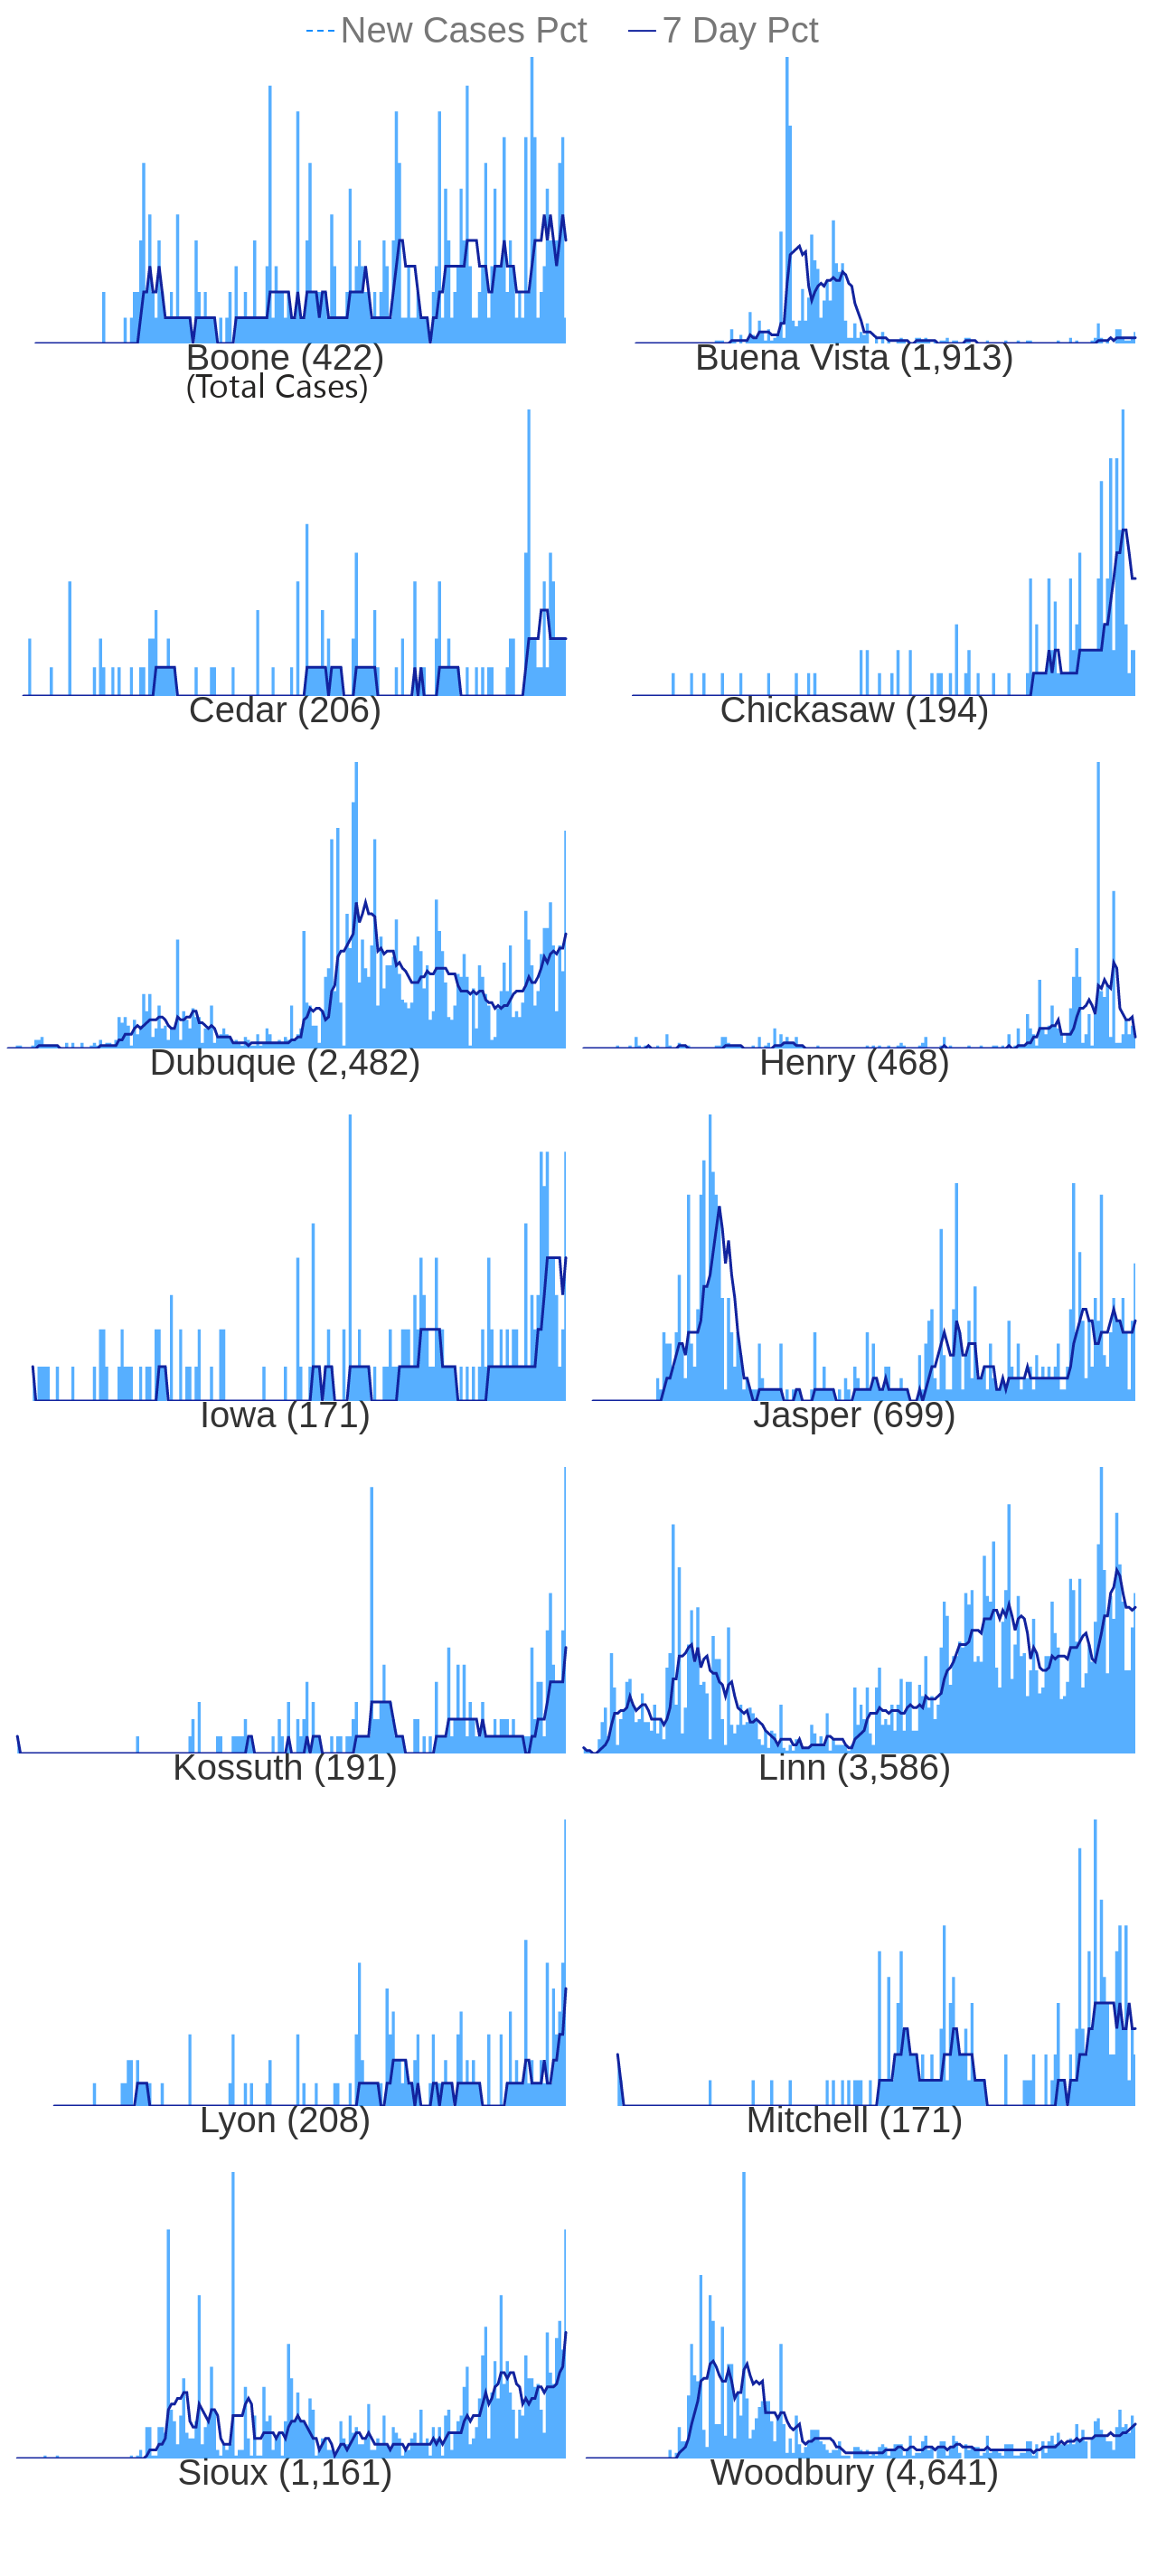 New Cases Pct 7 Day Pct
Boone (422) Buena Vista (1,913)
(Total Cases)
Cedar (206) Chickasaw (194)
Dubuque (2,482) Henry (468)
Iowa (171) Jasper (699)
Kossuth (191) Linn (3,586)
Lyon (208) Mitchell (171)
Sioux (1,161) Woodbury (4,641)